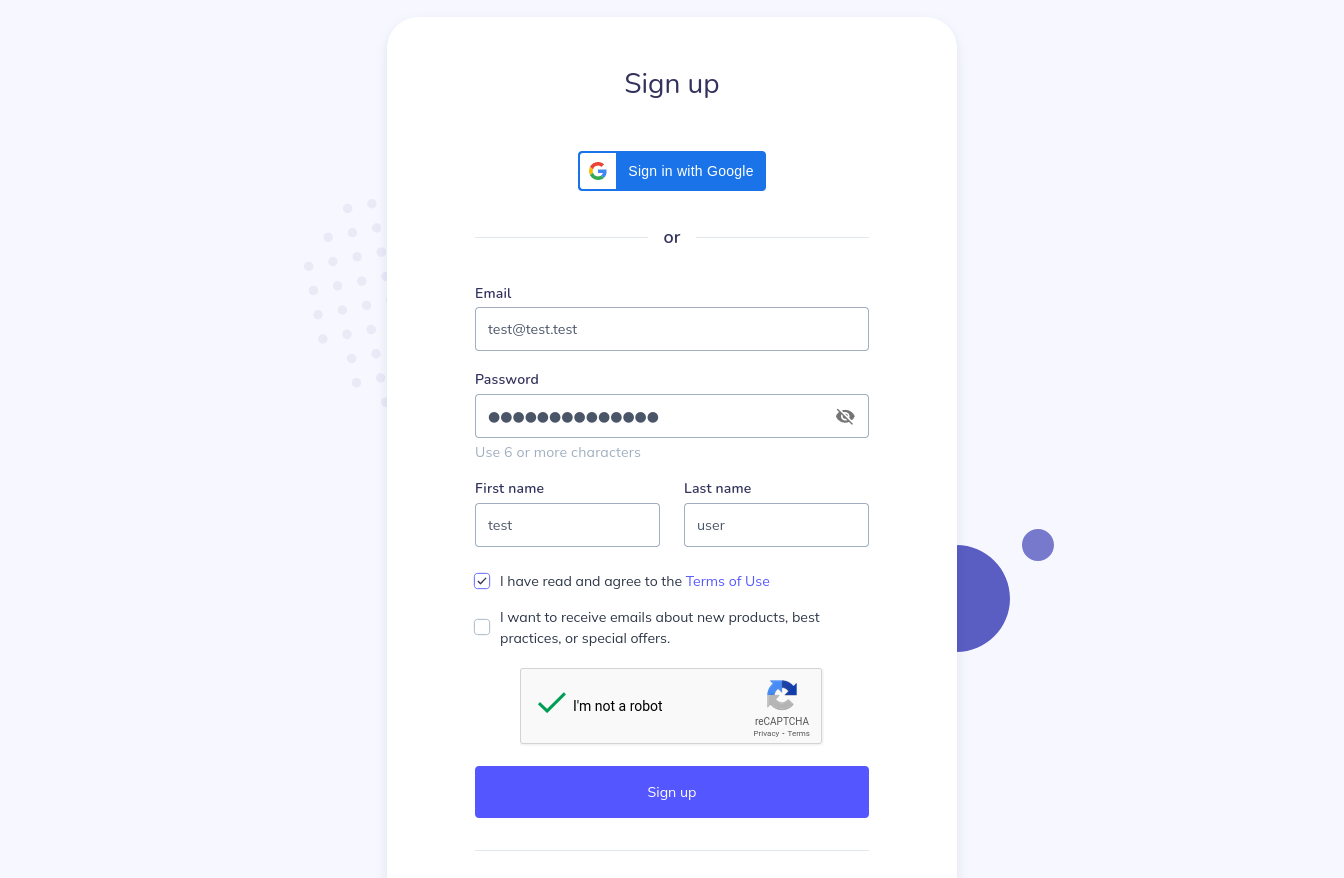 Sign up
Sign in with Google
or
Email
test@test.test
Password
Use 6 or more characters
First name
Last name
test
user
I have read and agree to the Terms of Use
I want to receive emails about new products, best
practices, or special offers.
I'm not a robot
reCAPTCHA
Privacy - Terms
Sign up